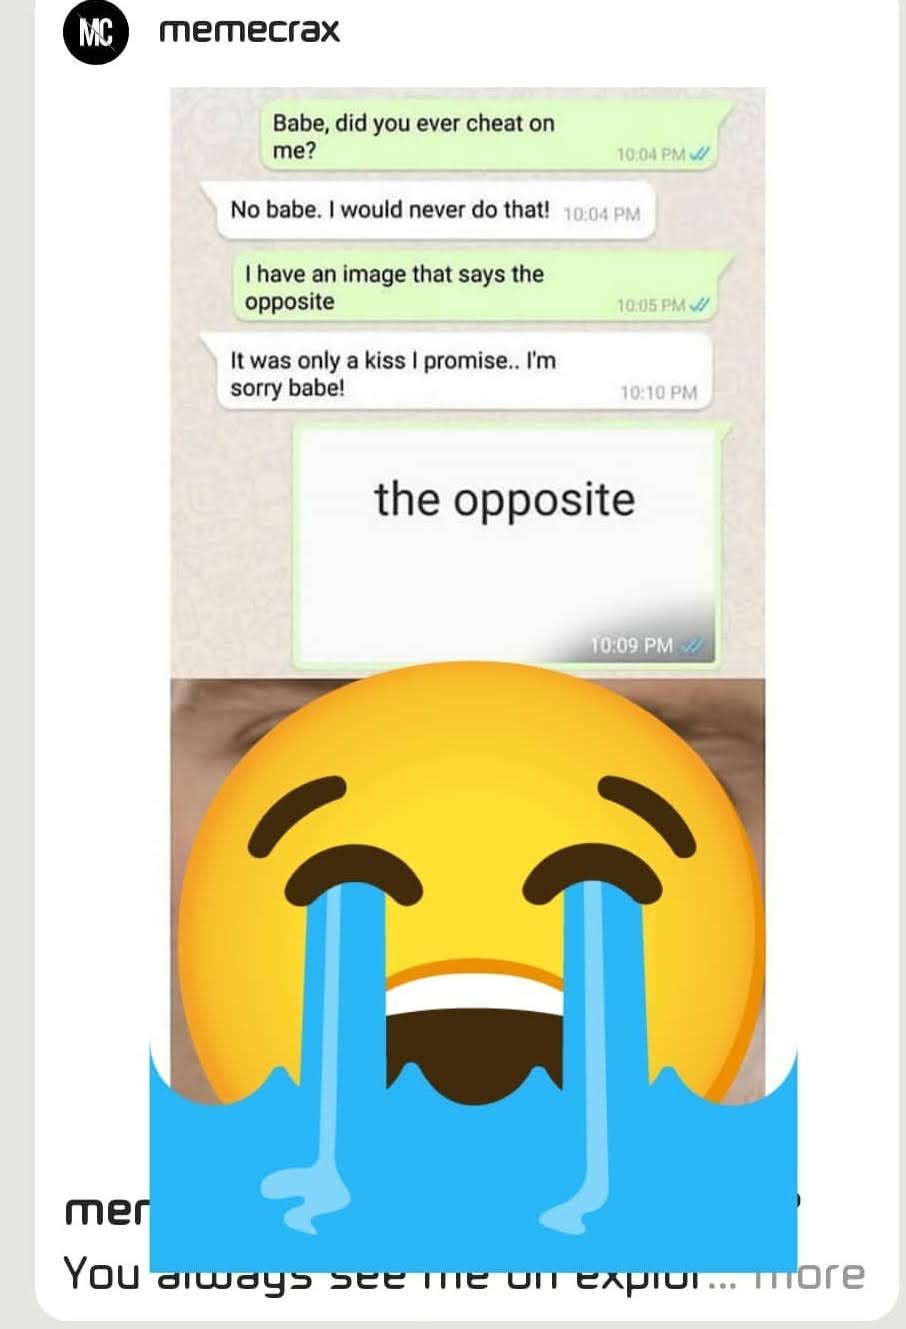 MC
memecrax
Babe, did you ever cheat on
me?
10:04 PM
No babe. I would never do that! 10:04 PM
I have an image that says the
opposite
10:05 PM
It was only a kiss I promise.. I'm
sorry babe!
10:10 PM
the opposite
10:09 PM
You always see me on explor... more